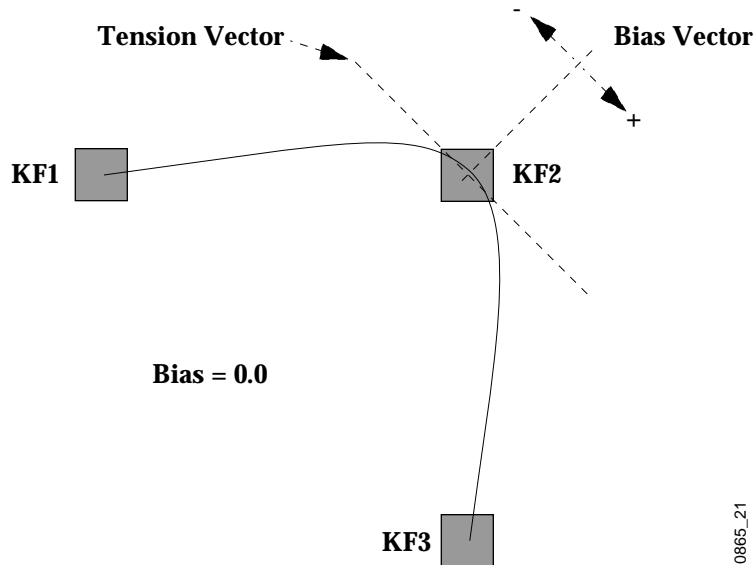 -
Tension Vector
Bias Vector
+
KF1
KF2
Bias = 0.0
KF3
0865_21